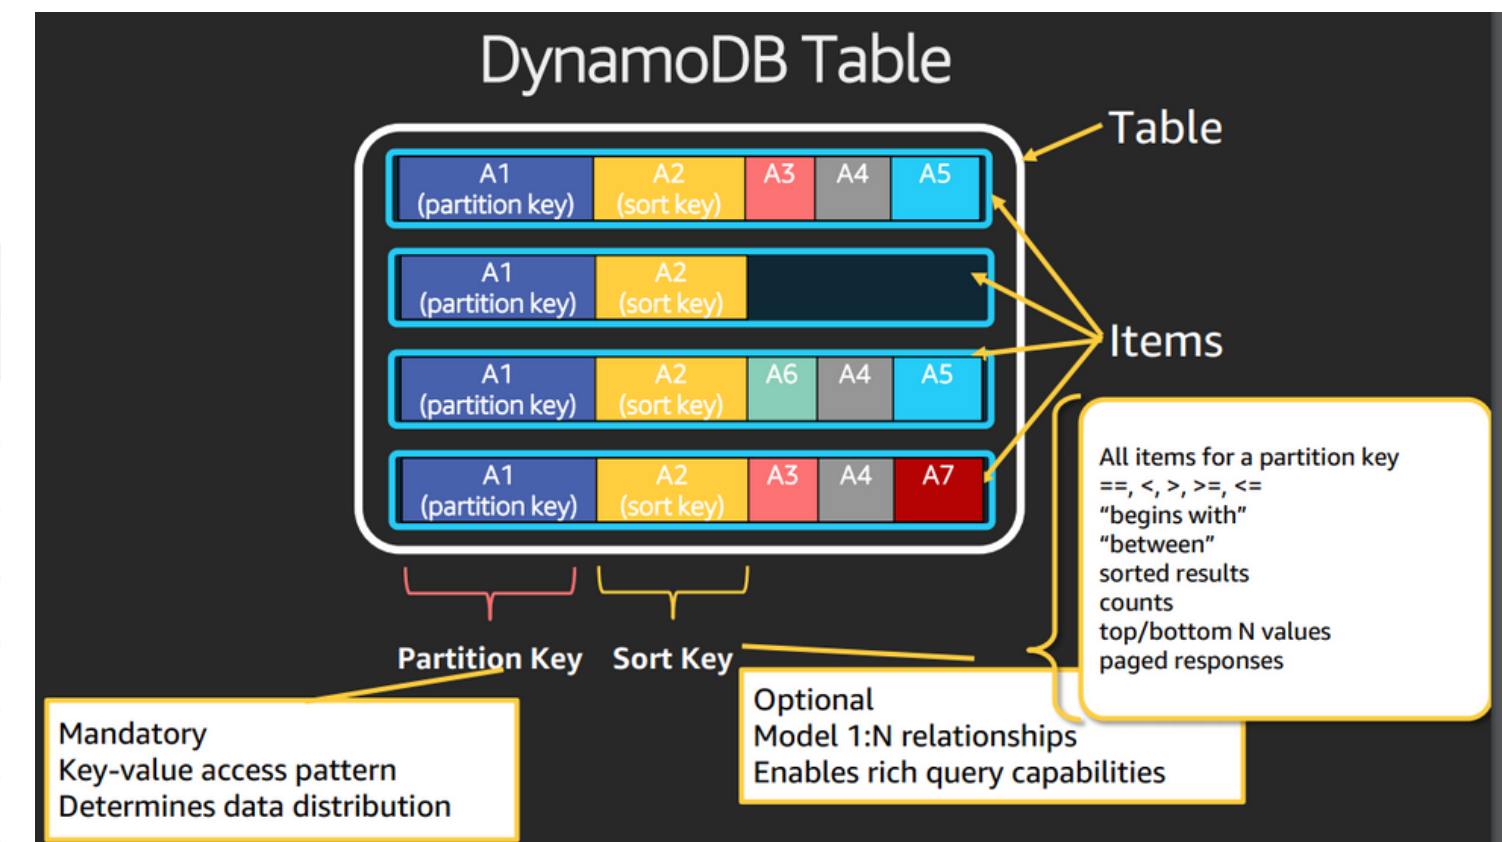 DynamoDB Table
Table
A1
(partition key)
A2
(sort key)
A3
A4
A5
A1
(partition key)
A2
(sort key)
Items
A1
(partition key)
A2
(sort key)
A6
A4
A5
A1
(partition key)
A2
(sort key)
A3
A4
A7
All items for a partition key
==, <, >, >=, <=
“begins with”
“between”
sorted results
counts
top/bottom N values
paged responses
Partition Key
Sort Key
Mandatory
Key-value access pattern
Determines data distribution
Optional
Model 1:N relationships
Enables rich query capabilities